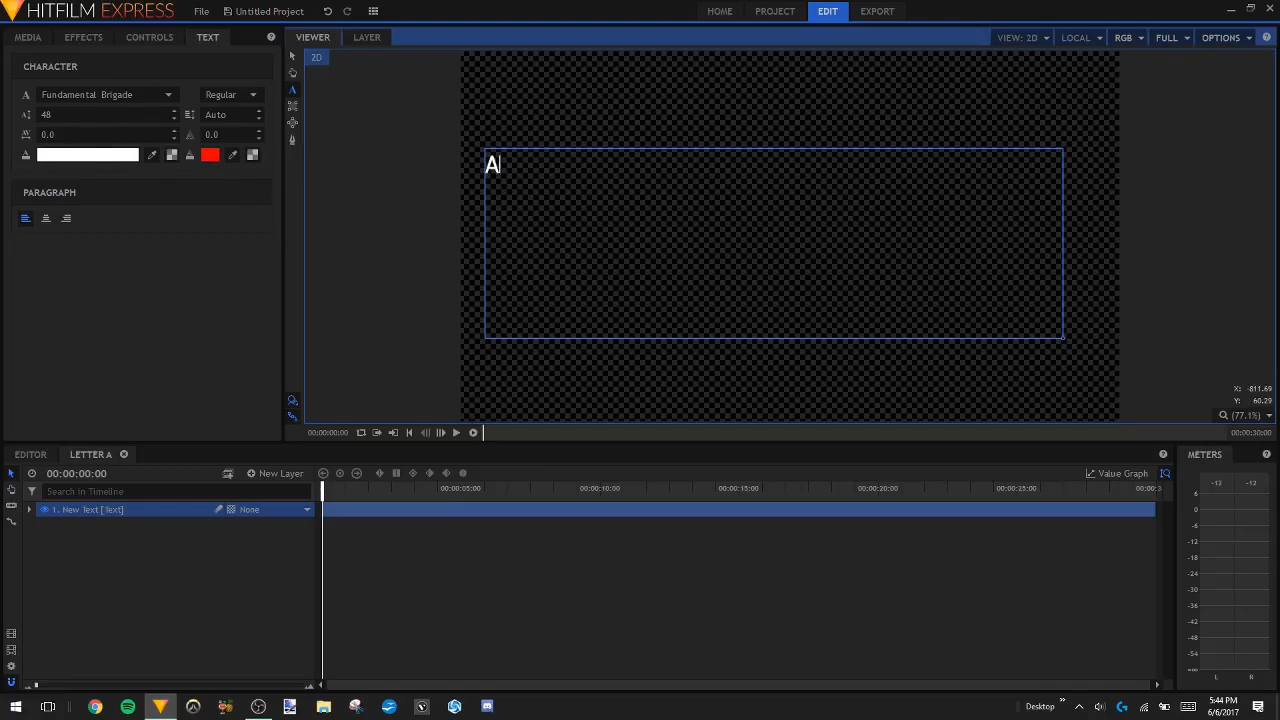 HITFILM EXPRESS File Untitled Project HOME PROJECT EDIT EXPORT
MEDIA EFFECTS CONTROLS TEXT
CHARACTER
Fundamental Brigade Regular
48 Auto
0.0 0.0
PARAGRAPH
VIEWER LAYER VIEW: 2D LOCAL RGB FULL OPTIONS
2D
A
X: -811.69
Y: 60.29
(77.1%)
00:00:00:00 00:00:30:00
EDITOR LETTER A
00:00:00:00 New Layer Value Graph
Search in Timeline
00:00:05:00 00:00:10:00 00:00:15:00 00:00:20:00 00:00:25:00 00:00:3
1. New Text [Text] None
METERS
-12 -12
6
0
-6
-12
-18
-24
-30
-36
-42
-48
-54
-∞
L R
Desktop
5:44 PM
6/6/2017